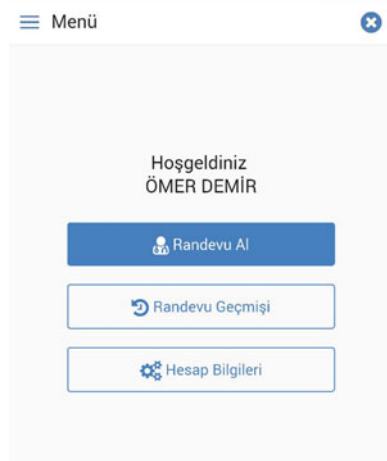 Menü
Hoşgeldiniz
ÖMER DEMİR
Randevu Al
Randevu Geçmişi
Hesap Bilgileri